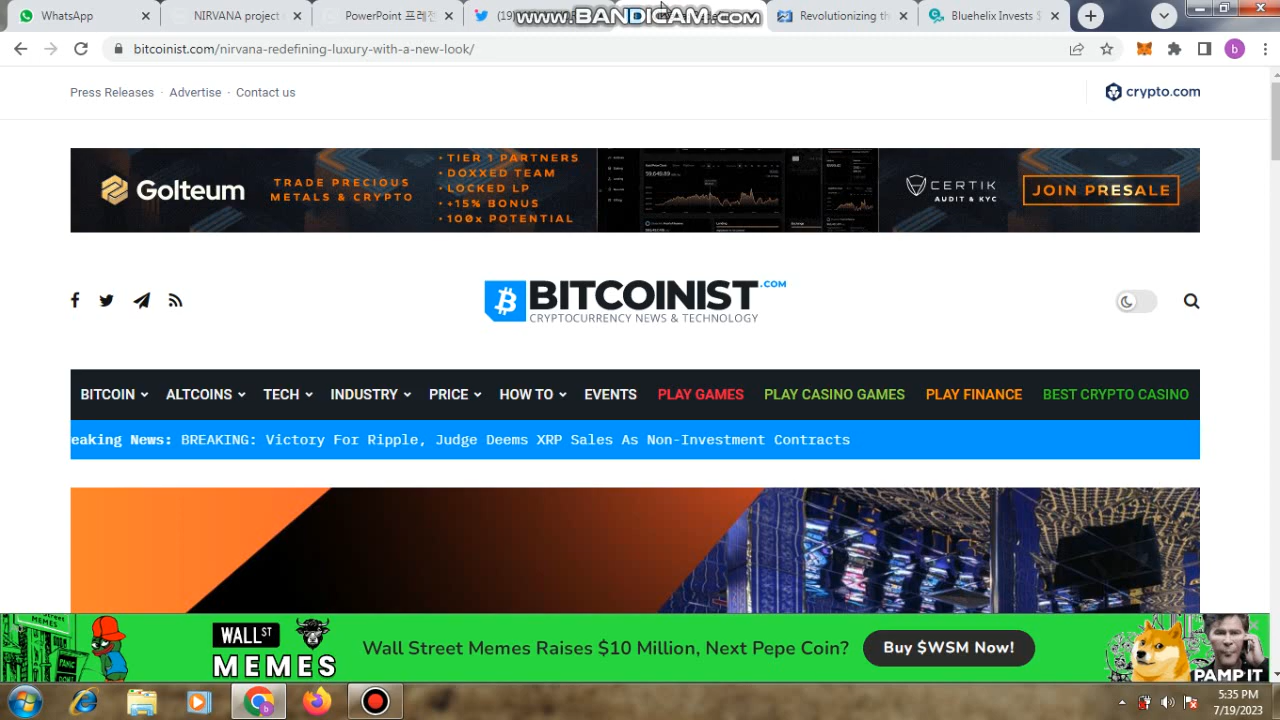 WhatsApp
NIRVANA project
PowerPoint 프레젠
(19)
www.BANDICAM.com
Revolutionizing th
Bluehelix Invests $
bitcoinist.com/nirvana-redefining-luxury-with-a-new-look/
b
Press Releases · Advertise · Contact us
crypto.com
Golteum
TRADE PRECIOUS
METALS & CRYPTO
· TIER 1 PARTNERS
· DOXXED TEAM
· LOCKED LP
· +15% BONUS
· 100x POTENTIAL
CERTIK
AUDIT & KYC
JOIN PRESALE
BITCOINIST.COM
CRYPTOCURRENCY NEWS & TECHNOLOGY
BITCOIN ALTCOINS TECH INDUSTRY PRICE HOW TO EVENTS PLAY GAMES PLAY CASINO GAMES PLAY FINANCE BEST CRYPTO CASINO
eaking News: BREAKING: Victory For Ripple, Judge Deems XRP Sales As Non-Investment Contracts
WALL ST
MEMES
Wall Street Memes Raises $10 Million, Next Pepe Coin?
Buy $WSM Now!
PAMP IT
5:35 PM
7/19/2023